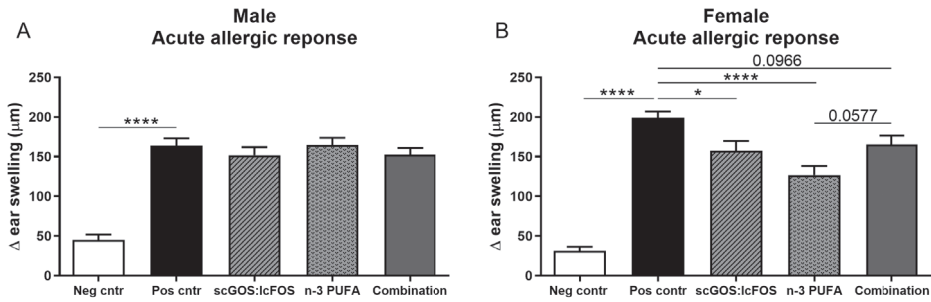 A
Male
Acute allergic reponse
Δ ear swelling (μm)
250
200
150
100
50
0
****
Neg cntr
Pos cntr
scGOS:lcFOS
n-3 PUFA
Combination
B
Female
Acute allergic reponse
Δ ear swelling (μm)
250
200
150
100
50
0
0.0966
****
****
*
0.0577
Neg contr
Pos contr
scGOS:lcFOS
n-3 PUFA
Combination